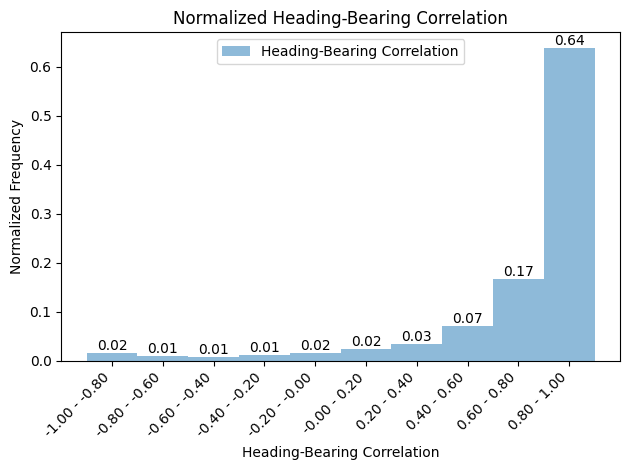 Normalized Heading-Bearing Correlation
Heading-Bearing Correlation
Normalized Frequency
0.6
0.5
0.4
0.3
0.2
0.1
0.0
0.02
0.01
0.01
0.01
0.02
0.02
0.03
0.07
0.17
0.64
-1.00 - -0.80
-0.80 - -0.60
-0.60 - -0.40
-0.40 - -0.20
-0.20 - -0.00
-0.00 - 0.20
0.20 - 0.40
0.40 - 0.60
0.60 - 0.80
0.80 - 1.00
Heading-Bearing Correlation